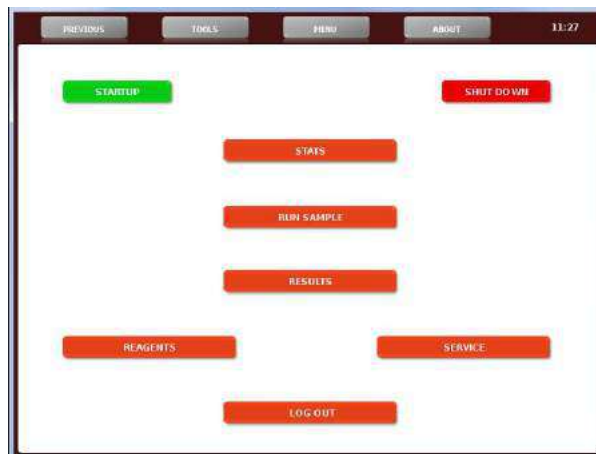 PREVIOUS TOOLS MENU ABOUT 11:27
STARTUP SHUT DOWN
STATS
RUN SAMPLE
RESULTS
REAGENTS SERVICE
LOG OUT